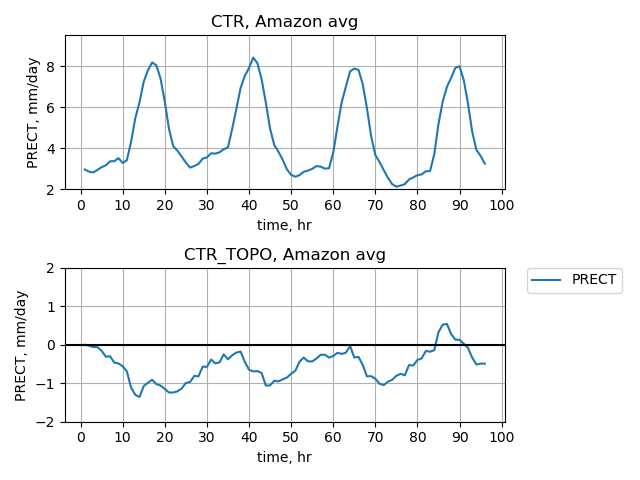 CTR, Amazon avg
PRECT, mm/day
8
6
4
2
0 10 20 30 40 50 60 70 80 90 100
time, hr
CTR_TOPO, Amazon avg
PRECT, mm/day
2
1
0
−1
−2
0 10 20 30 40 50 60 70 80 90 100
time, hr
PRECT